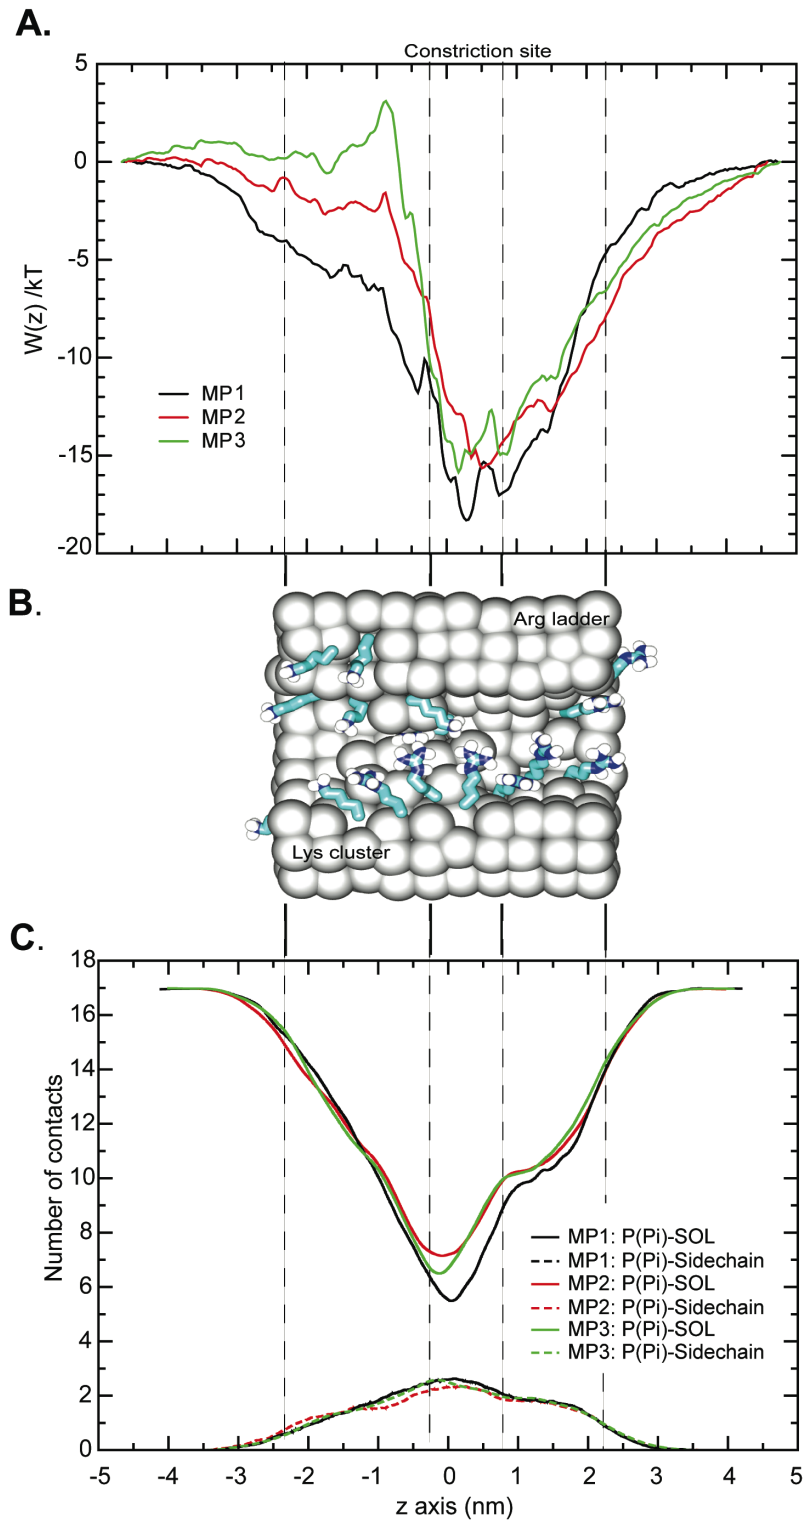 A.
Constriction site
5
0
-5
-10
-15
-20
W(z) /kT
MP1
MP2
MP3
B.
Arg ladder
Lys cluster
C.
18
16
14
12
10
8
6
4
2
0
Number of contacts
MP1: P(Pi)-SOL
MP1: P(Pi)-Sidechain
MP2: P(Pi)-SOL
MP2: P(Pi)-Sidechain
MP3: P(Pi)-SOL
MP3: P(Pi)-Sidechain
-5 -4 -3 -2 -1 0 1 2 3 4 5
z axis (nm)